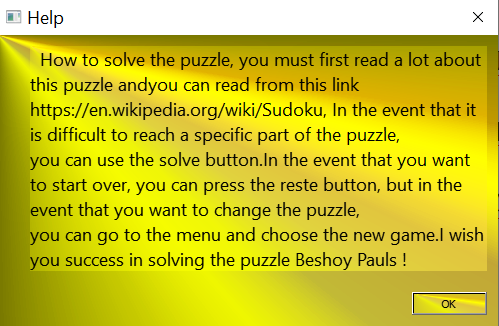 Help
How to solve the puzzle, you must first read a lot about
this puzzle andyou can read from this link
https://en.wikipedia.org/wiki/Sudoku, In the event that it
is difficult to reach a specific part of the puzzle,
you can use the solve button.In the event that you want
to start over, you can press the reste button, but in the
event that you want to change the puzzle,
you can go to the menu and choose the new game.I wish
you success in solving the puzzle Beshoy Pauls !
OK